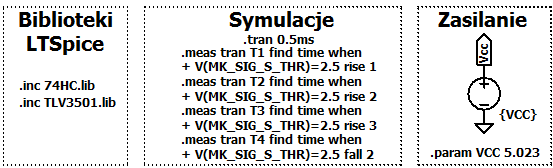 Biblioteki
LTSpice
.inc 74HC.lib
.inc TLV3501.lib
Symulacje
.tran 0.5ms
.meas tran T1 find time when
+ V(MK_SIG_S_THR)=2.5 rise 1
.meas tran T2 find time when
+ V(MK_SIG_S_THR)=2.5 rise 2
.meas tran T3 find time when
+ V(MK_SIG_S_THR)=2.5 rise 3
.meas tran T4 find time when
+ V(MK_SIG_S_THR)=2.5 fall 2
Zasilanie
Vcc
{VCC}
.param VCC 5.023